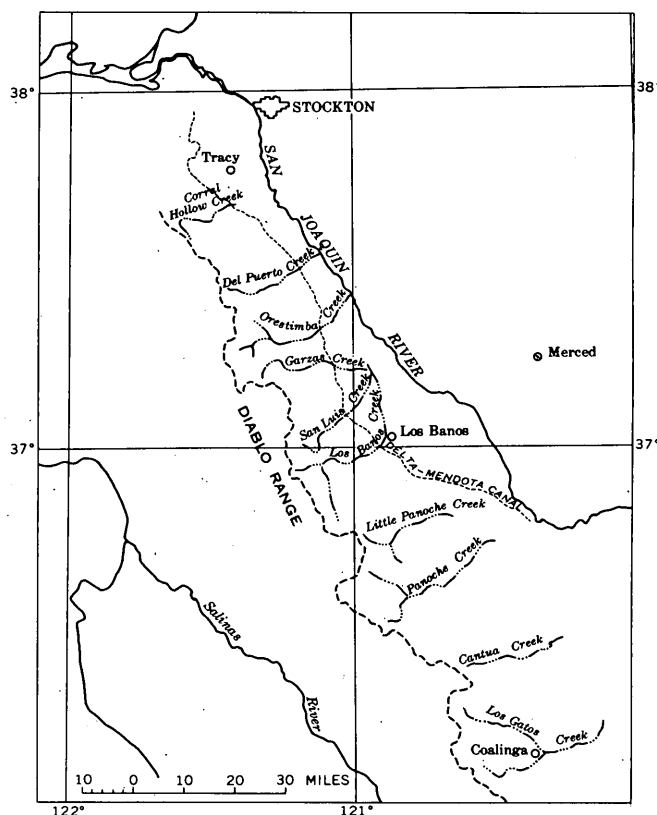 38°
38°
STOCKTON
SAN
JOAQUIN
RIVER
Tracy
Corral
Hollow Creek
Del Puerto Creek
Orestimba Creek
Garzas Creek
Merced
San Luis Creek
Creek
Los Banos
Los Banos
37°
37°
DELTA-MENDOTA CANAL
DIABLO RANGE
Little Panoche Creek
Panoche Creek
Salinas
River
Cantua Creek
Los Gatos
Creek
Coalinga
10 0 10 20 30 MILES
122°
121°